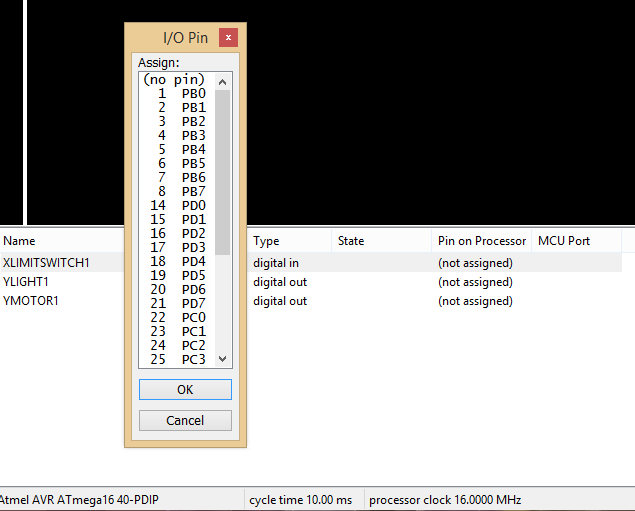 I/O Pin
x
Assign:
(no pin)
1 PB0
2 PB1
3 PB2
4 PB3
5 PB4
6 PB5
7 PB6
8 PB7
14 PD0
15 PD1
16 PD2
17 PD3
18 PD4
19 PD5
20 PD6
21 PD7
22 PC0
23 PC1
24 PC2
25 PC3
OK
Cancel
Name Type State Pin on Processor MCU Port
XLIMITSWITCH1 digital in (not assigned)
YLIGHT1 digital out (not assigned)
YMOTOR1 digital out (not assigned)
Atmel AVR ATmega16 40-PDIP cycle time 10.00 ms processor clock 16.0000 MHz